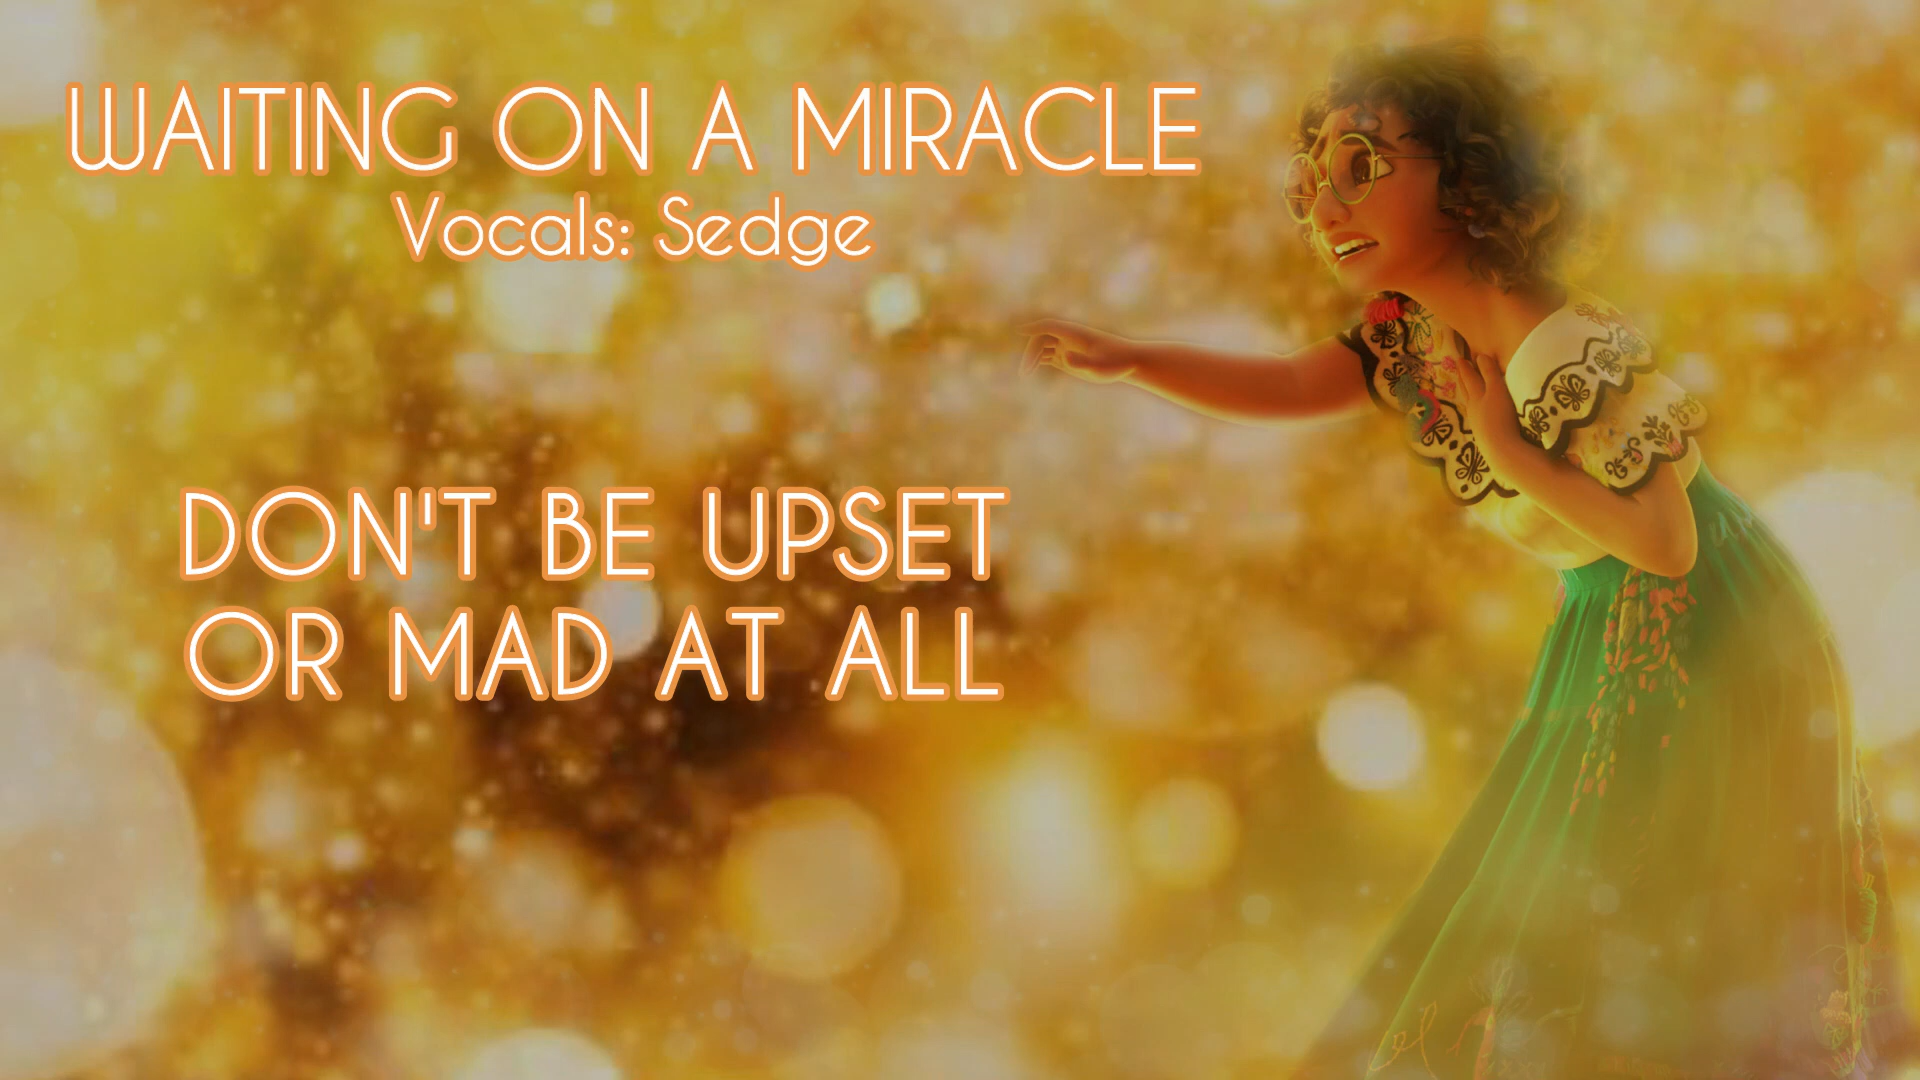 WAITING ON A MIRACLE
Vocals: Sedge
DON'T BE UPSET
OR MAD AT ALL